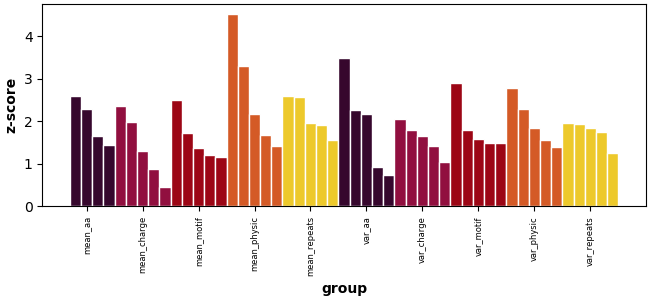 z-score
4
3
2
1
0
mean_aa
mean_charge
mean_motif
mean_physic
mean_repeats
var_aa
var_charge
var_motif
var_physic
var_repeats
group